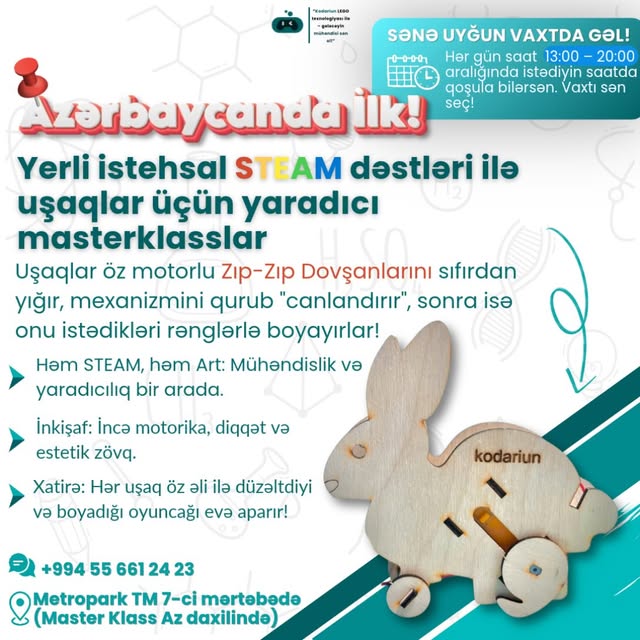 "Kodariun LEGO
texnologiyası ilə
– gələcəyin
mühəndisi sən
ol!"
SƏNƏ UYĞUN VAXTDA GƏL!
Hər gün saat 13:00 – 20:00
aralığında istədiyin saatda
qoşula bilərsən. Vaxtı sən
seç!
Azərbaycanda İlk!
Yerli istehsal STEAM dəstləri ilə
uşaqlar üçün yaradıcı
masterklasslar
Uşaqlar öz motorlu Zıp-Zıp Dovşanlarını sıfırdan
yığır, mexanizmini qurub "canlandırır", sonra isə
onu istədikləri rənglərlə boyayırlar!
Həm STEAM, həm Art: Mühəndislik və
yaradıcılıq bir arada.
İnkişaf: İncə motorika, diqqət və
estetik zövq.
Xatirə: Hər uşaq öz əli ilə düzəltdiyi
və boyadığı oyuncağı evə aparır!
kodariun
+994 55 661 24 23
Metropark TM 7-ci mərtəbədə
(Master Klass Az daxilində)